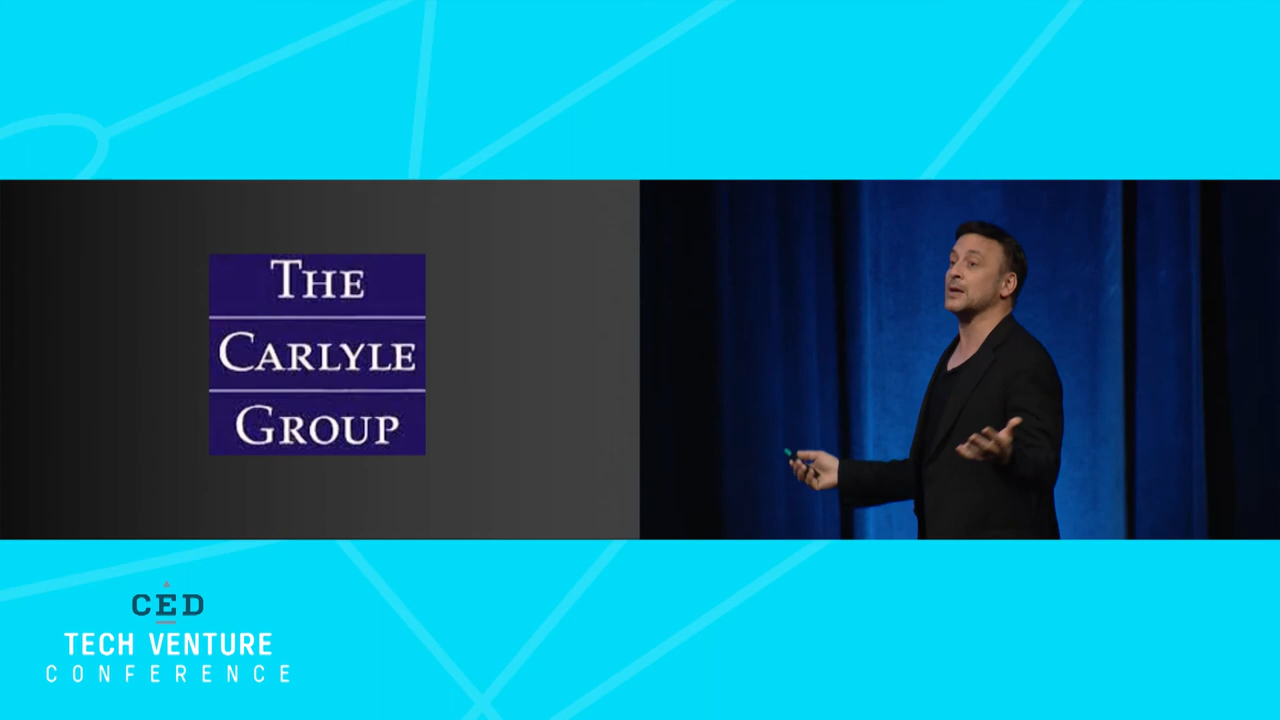 THE
CARLYLE
GROUP
CED
TECH VENTURE
CONFERENCE